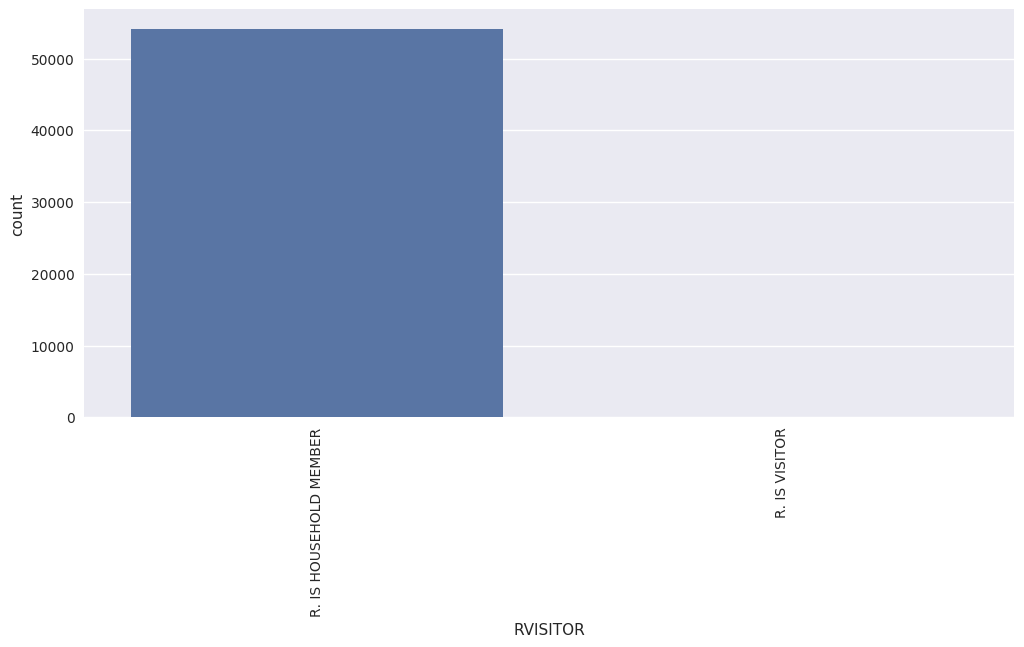 50000
40000
30000
20000
10000
0
count
R. IS HOUSEHOLD MEMBER
R. IS VISITOR
RVISITOR